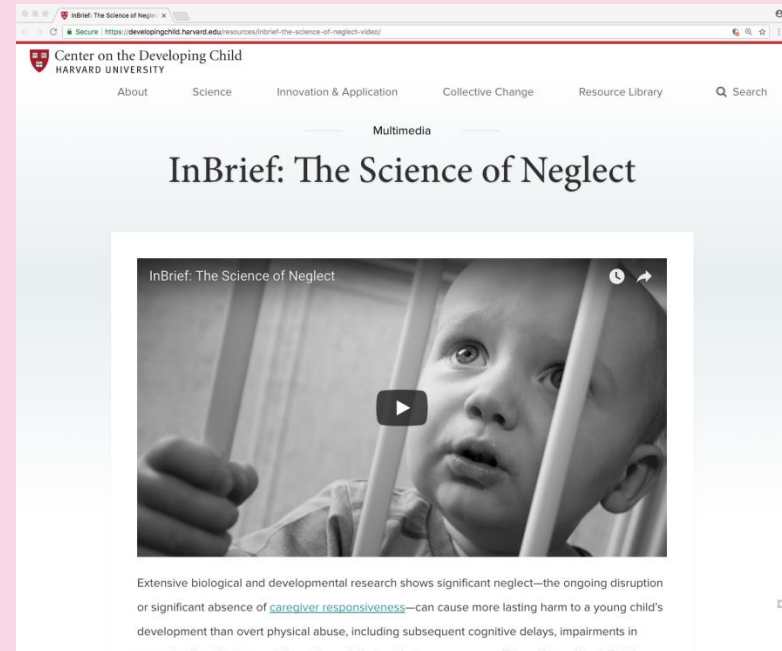 InBrief: The Science of Neglec
Secure | https://developingchild.harvard.edu/resources/inbrief-the-science-of-neglect-video/
Center on the Developing Child
HARVARD UNIVERSITY
About Science Innovation & Application Collective Change Resource Library Search
Multimedia
InBrief: The Science of Neglect
InBrief: The Science of Neglect
Extensive biological and developmental research shows significant neglect—the ongoing disruption
or significant absence of caregiver responsiveness—can cause more lasting harm to a young child's
development than overt physical abuse, including subsequent cognitive delays, impairments in